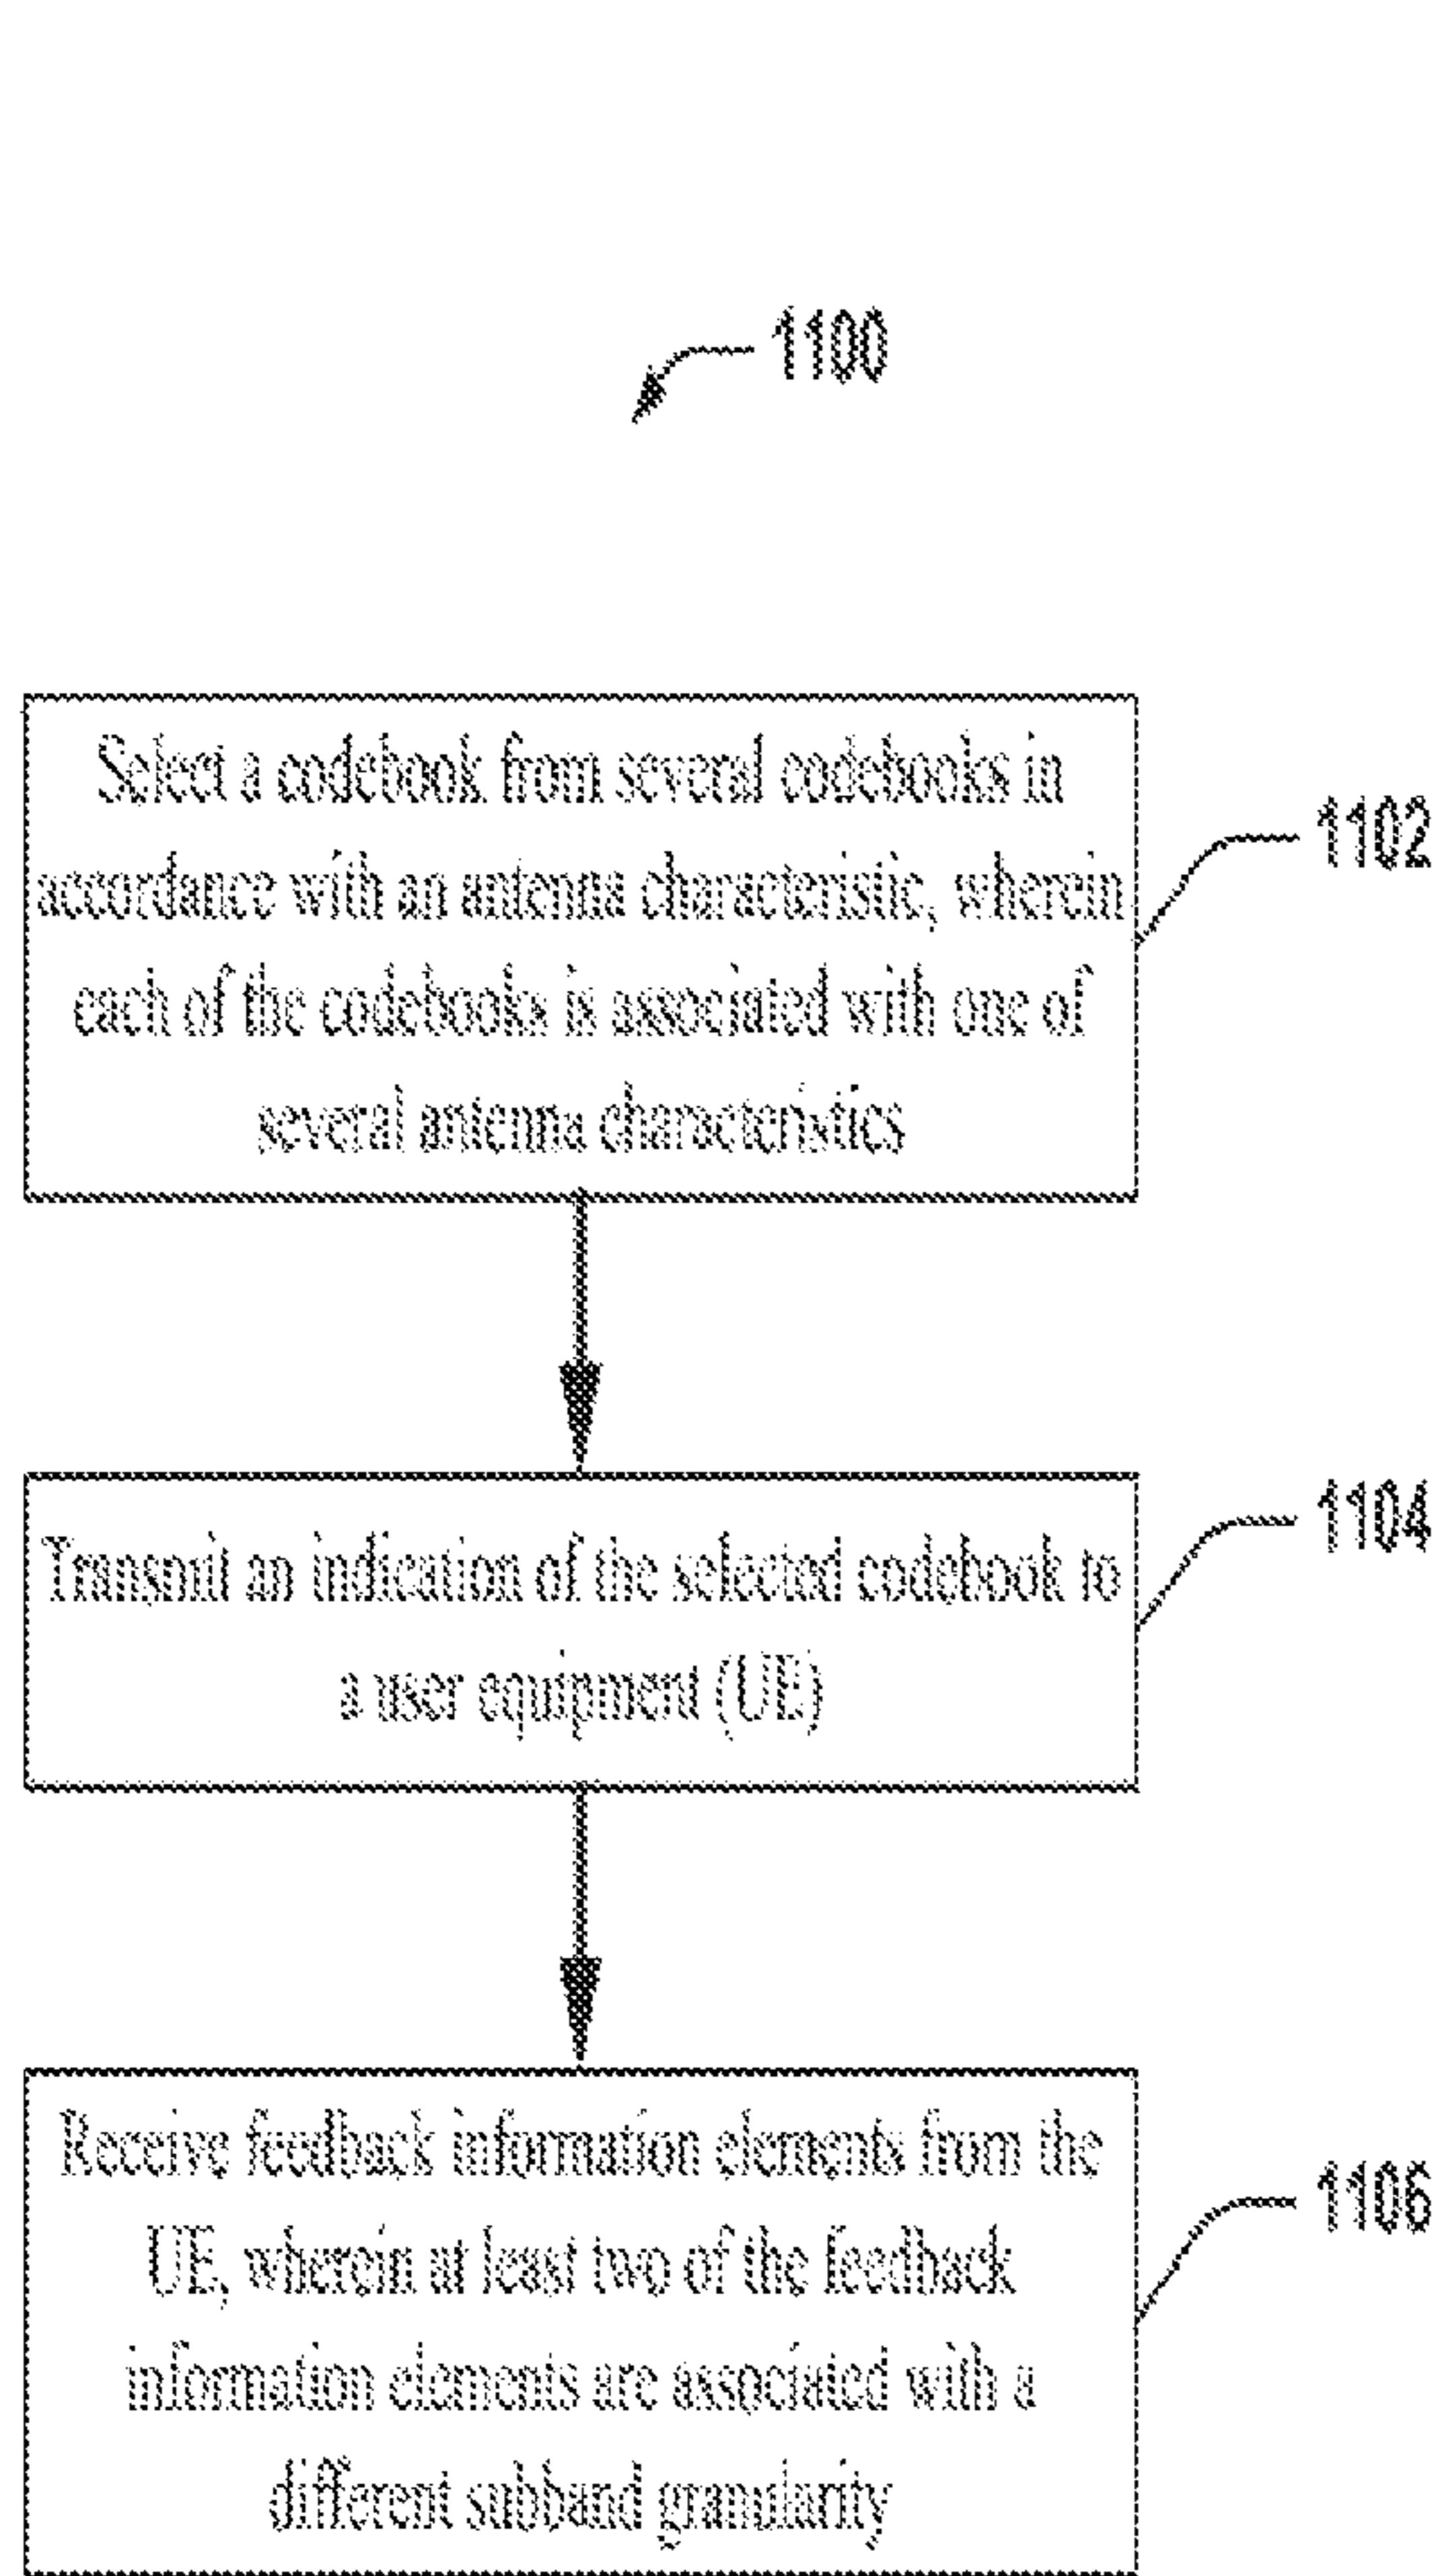 1100
Select a codebook from several codebooks in
accordance with an antenna characteristic, wherein
each of the codebooks is associated with one of
several antenna characteristics
1102
Transmit an indication of the selected codebook to
a user equipment (UE)
1104
Receive feedback information elements from the
UE, wherein at least two of the feedback
information elements are associated with a
different subband granularity
1106